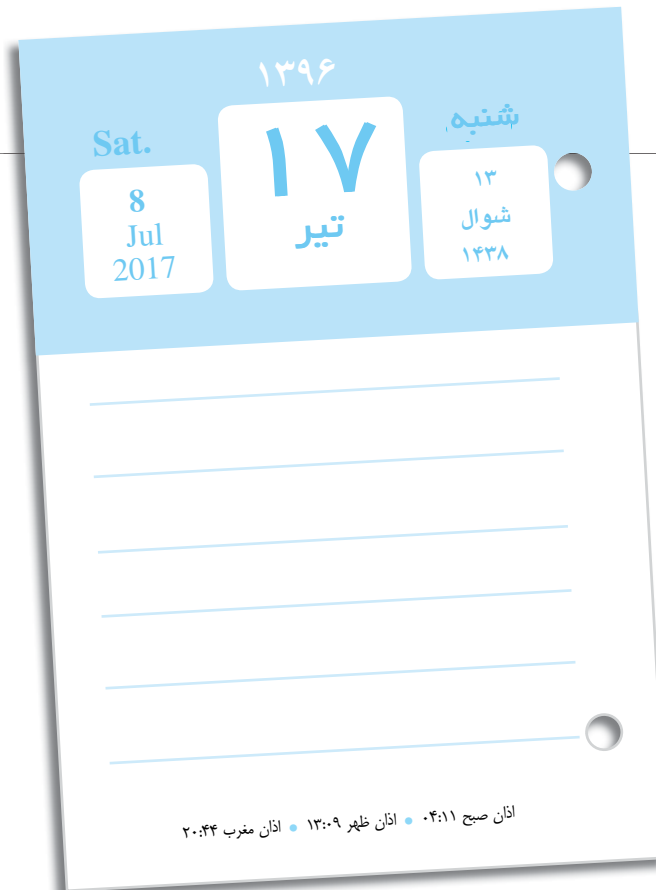 ۱۳۹۶
شنبه
۱۷
تیر
۱۳
شوال
۱۴۳۸
Sat.
8
Jul
2017
اذان صبح ۰۴:۱۱ • اذان ظهر ۱۳:۰۹ • اذان مغرب ۲۰:۴۴